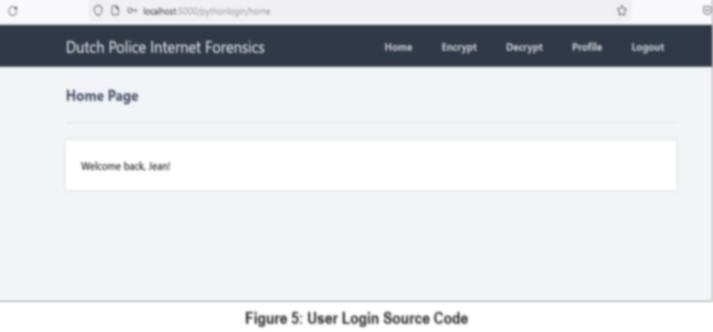 localhost:5000/pythonlogin/home
Dutch Police Internet Forensics Home Encrypt Decrypt Profile Logout
Home Page
Welcome back, Jean!
Figure 5: User Login Source Code